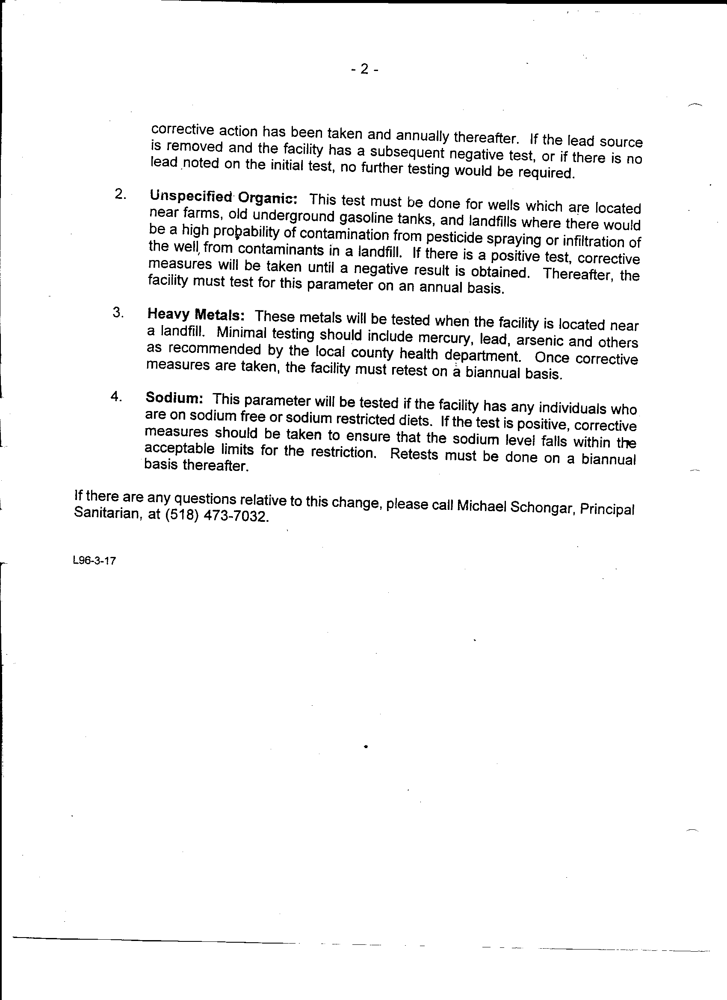 - 2 -
corrective action has been taken and annually thereafter. If the lead source
is removed and the facility has a subsequent negative test, or if there is no
lead noted on the initial test, no further testing would be required.
2. Unspecified Organic: This test must be done for wells which are located
near farms, old underground gasoline tanks, and landfills where there would
be a high probability of contamination from pesticide spraying or infiltration of
the well from contaminants in a landfill. If there is a positive test, corrective
measures will be taken until a negative result is obtained. Thereafter, the
facility must test for this parameter on an annual basis.
3. Heavy Metals: These metals will be tested when the facility is located near
a landfill. Minimal testing should include mercury, lead, arsenic and others
as recommended by the local county health department. Once corrective
measures are taken, the facility must retest on a biannual basis.
4. Sodium: This parameter will be tested if the facility has any individuals who
are on sodium free or sodium restricted diets. If the test is positive, corrective
measures should be taken to ensure that the sodium level falls within the
acceptable limits for the restriction. Retests must be done on a biannual
basis thereafter.
If there are any questions relative to this change, please call Michael Schongar, Principal
Sanitarian, at (518) 473-7032.
L96-3-17